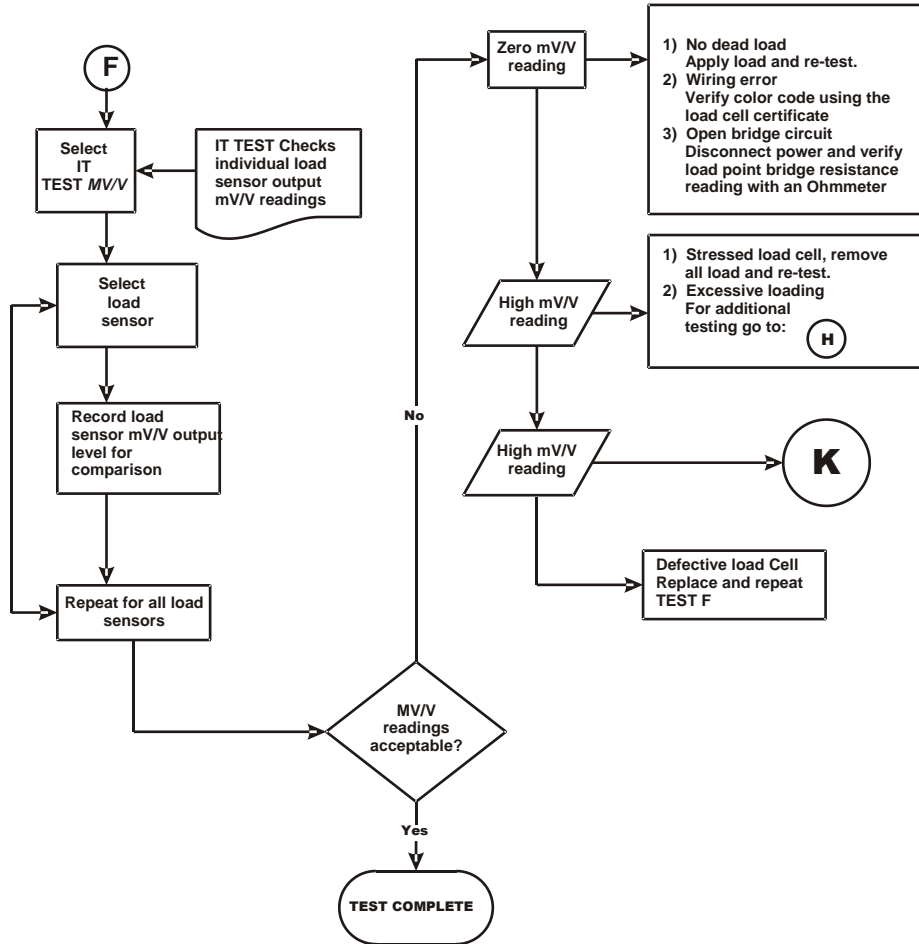 F
Select
IT
TEST MV/V
IT TEST Checks
individual load
sensor output
mV/V readings
Select
load
sensor
Record load
sensor mV/V output
level for
comparison
Repeat for all load
sensors
MV/V
readings
acceptable?
Yes
TEST COMPLETE
No
Zero mV/V
reading
1) No dead load
Apply load and re-test.
2) Wiring error
Verify color code using the
load cell certificate
3) Open bridge circuit
Disconnect power and verify
load point bridge resistance
reading with an Ohmmeter
High mV/V
reading
1) Stressed load cell, remove
all load and re-test.
2) Excessive loading
For additional
testing go to:
H
High mV/V
reading
K
Defective load Cell
Replace and repeat
TEST F